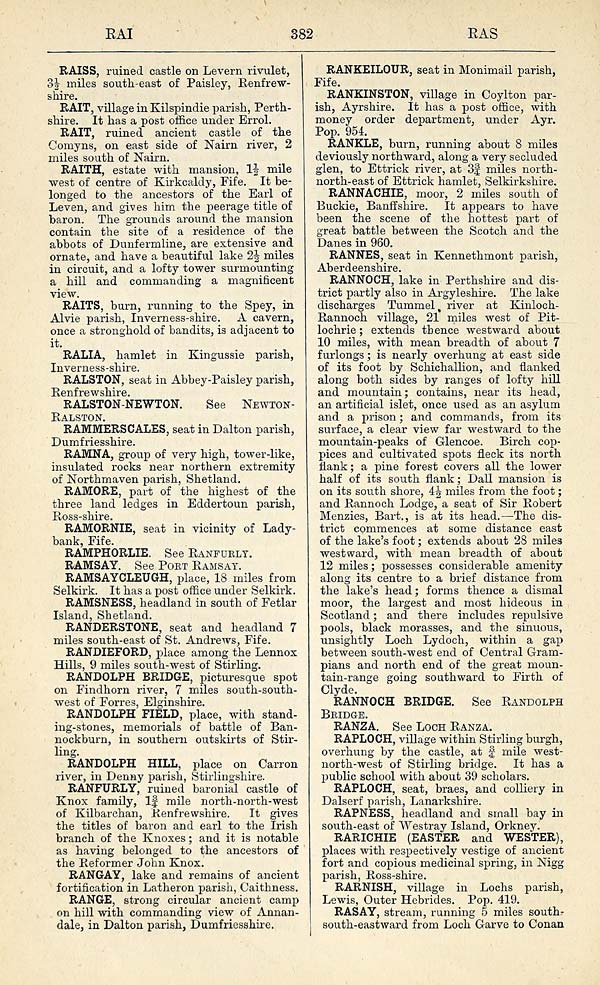 RAI 382 RAS
RAISS, ruined castle on Levern rivulet,
3½ miles south-east of Paisley, Renfrew-
shire.
RAIT, village in Kilspindie parish, Perth-
shire. It has a post office under Errol.
RAIT, ruined ancient castle of the
Comyns, on east side of Nairn river, 2
miles south of Nairn.
RAITH, estate with mansion, 1½ mile
west of centre of Kirkcaldy, Fife. It be-
longed to the ancestors of the Earl of
Leven, and gives him the peerage title of
baron. The grounds around the mansion
contain the site of a residence of the
abbots of Dunfermline, are extensive and
ornate, and have a beautiful lake 2½ miles
in circuit, and a lofty tower surmounting
a hill and commanding a magnificent
view.
RAITS, burn, running to the Spey, in
Alvie parish, Inverness-shire. A cavern,
once a stronghold of bandits, is adjacent to
it.
RALIA, hamlet in Kingussie parish,
Inverness-shire.
RALSTON, seat in Abbey-Paisley parish,
Renfrewshire.
RALSTON-NEWTON. See NEWTON-
RALSTON.
RAMMERSCALES, seat in Dalton parish,
Dumfriesshire.
RAMNA, group of very high, tower-like,
insulated rocks near northern extremity
of Northmaven parish, Shetland.
RAMORE, part of the highest of the
three land ledges in Eddertoun parish,
Ross-shire.
RAMORNIE, seat in vicinity of Lady-
bank, Fife.
RAMPHORLIE. See RANFURLY.
RAMSAY. See PORT RAMSAY.
RAMSAYCLEUGH, place, 18 miles from
Selkirk. It has a post office under Selkirk.
RAMSNESS, headland in south of Fetlar
Island, Shetland.
RANDERSTONE, seat and headland 7
miles south-east of St. Andrews, Fife.
RANDIEFORD, place among the Lennox
Hills, 9 miles south-west of Stirling.
RANDOLPH BRIDGE, picturesque spot
on Findhorn river, 7 miles south-south-
west of Forres, Elginshire.
RANDOLPH FIELD, place, with stand-
ing-stones, memorials of battle of Ban-
nockburn, in southern outskirts of Stir-
ling.
RANDOLPH HILL, place on Carron
river, in Denny parish, Stirlingshire.
RANFURLY, ruined baronial castle of
Knox family, 1¾ mile north-north-west
of Kilbarchan, Renfrewshire. It gives
the titles of baron and earl to the Irish
branch of the Knoxes; and it is notable
as having belonged to the ancestors of
the Reformer John Knox.
RANGAY, lake and remains of ancient
fortification in Latheron parish, Caithness.
RANGE, strong circular ancient camp
on hill with commanding view of Annan-
dale, in Dalton parish, Dumfriesshire.
RANKEILOUR, seat in Monimail parish,
Fife.
RANKINSTON, village in Coylton par-
ish, Ayrshire. It has a post office, with
money order department, under Ayr.
Pop. 954.
RANKLE, burn, running about 8 miles
deviously northward, along a very secluded
glen, to Ettrick river, at 3¾ miles north-
north-east of Ettrick hamlet, Selkirkshire.
RANNACHIE, moor, 2 miles south of
Buckie, Banffshire. It appears to have
been the scene of the hottest part of
great battle between the Scotch and the
Danes in 960.
RANNES, seat in Kennethmont parish,
Aberdeenshire.
RANNOCH, lake in Perthshire and dis-
trict partly also in Argyleshire. The lake
discharges Tummel river at Kinloch-
Rannoch village, 21 miles west of Pit-
lochrie; extends thence westward about
10 miles, with mean breadth of about 7
furlongs; is nearly overhung at east side
of its foot by Schichallion, and flanked
along both sides by ranges of lofty hill
and mountain; contains, near its head,
an artificial islet, once used as an asylum
and a prison; and commands, from its
surface, a clear view far westward to the
mountain-peaks of Glencoe. Birch cop-
pices and cultivated spots fleck its north
flank; a pine forest covers all the lower
half of its south flank; Dall mansion is
on its south shore, 4½ miles from the foot;
and Rannoch Lodge, a seat of Sir Robert
Menzies, Bart., is at its head.—The dis-
trict commences at some distance east
of the lake's foot; extends about 28 miles
westward, with mean breadth of about
12 miles; possesses considerable amenity
along its centre to a brief distance from
the lake's head; forms thence a dismal
moor, the largest and most hideous in
Scotland; and there includes repulsive
pools, black morasses, and the sinuous,
unsightly Loch Lydoch, within a gap
between south-west end of Central Gram-
pians and north end of the great moun-
tain-range going southward to Firth of
Clyde.
RANNOCH BRIDGE. See RANDOLPH
BRIDGE.
RANZA. See LOCH RANZA.
RAPLOCH, village within Stirling burgh,
overhung by the castle, at ¾ mile west-
north-west of Stirling bridge. It has a
public school with about 39 scholars.
RAPLOCH, seat, braes, and colliery in
Dalserf parish, Lanarkshire.
RAPNESS, headland and small bay in
south-east of Westray Island, Orkney.
RARICHIE (EASTER and WESTER),
places with respectively vestige of ancient
fort and copious medicinal spring, in Nigg
parish, Ross-shire.
RARNISH, village in Lochs parish,
Lewis, Outer Hebrides. Pop. 419.
RASAY, stream, running 5 miles south-
south-eastward from Loch Garve to Conan